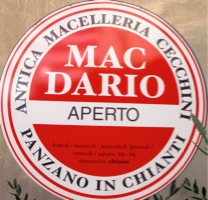 ANTICA MACELLERIA CECCHINI
MAC
DARIO
APERTO
PANZANO IN CHIANTI